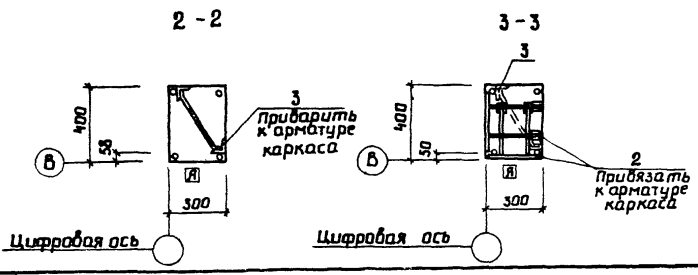 2 - 2
400
58
В
3
Приварить
к арматуре
каркаса
А
300
Цифровая ось
3 - 3
3
400
50
В
2
Привязать
к арматуре
каркаса
А
300
Цифровая ось